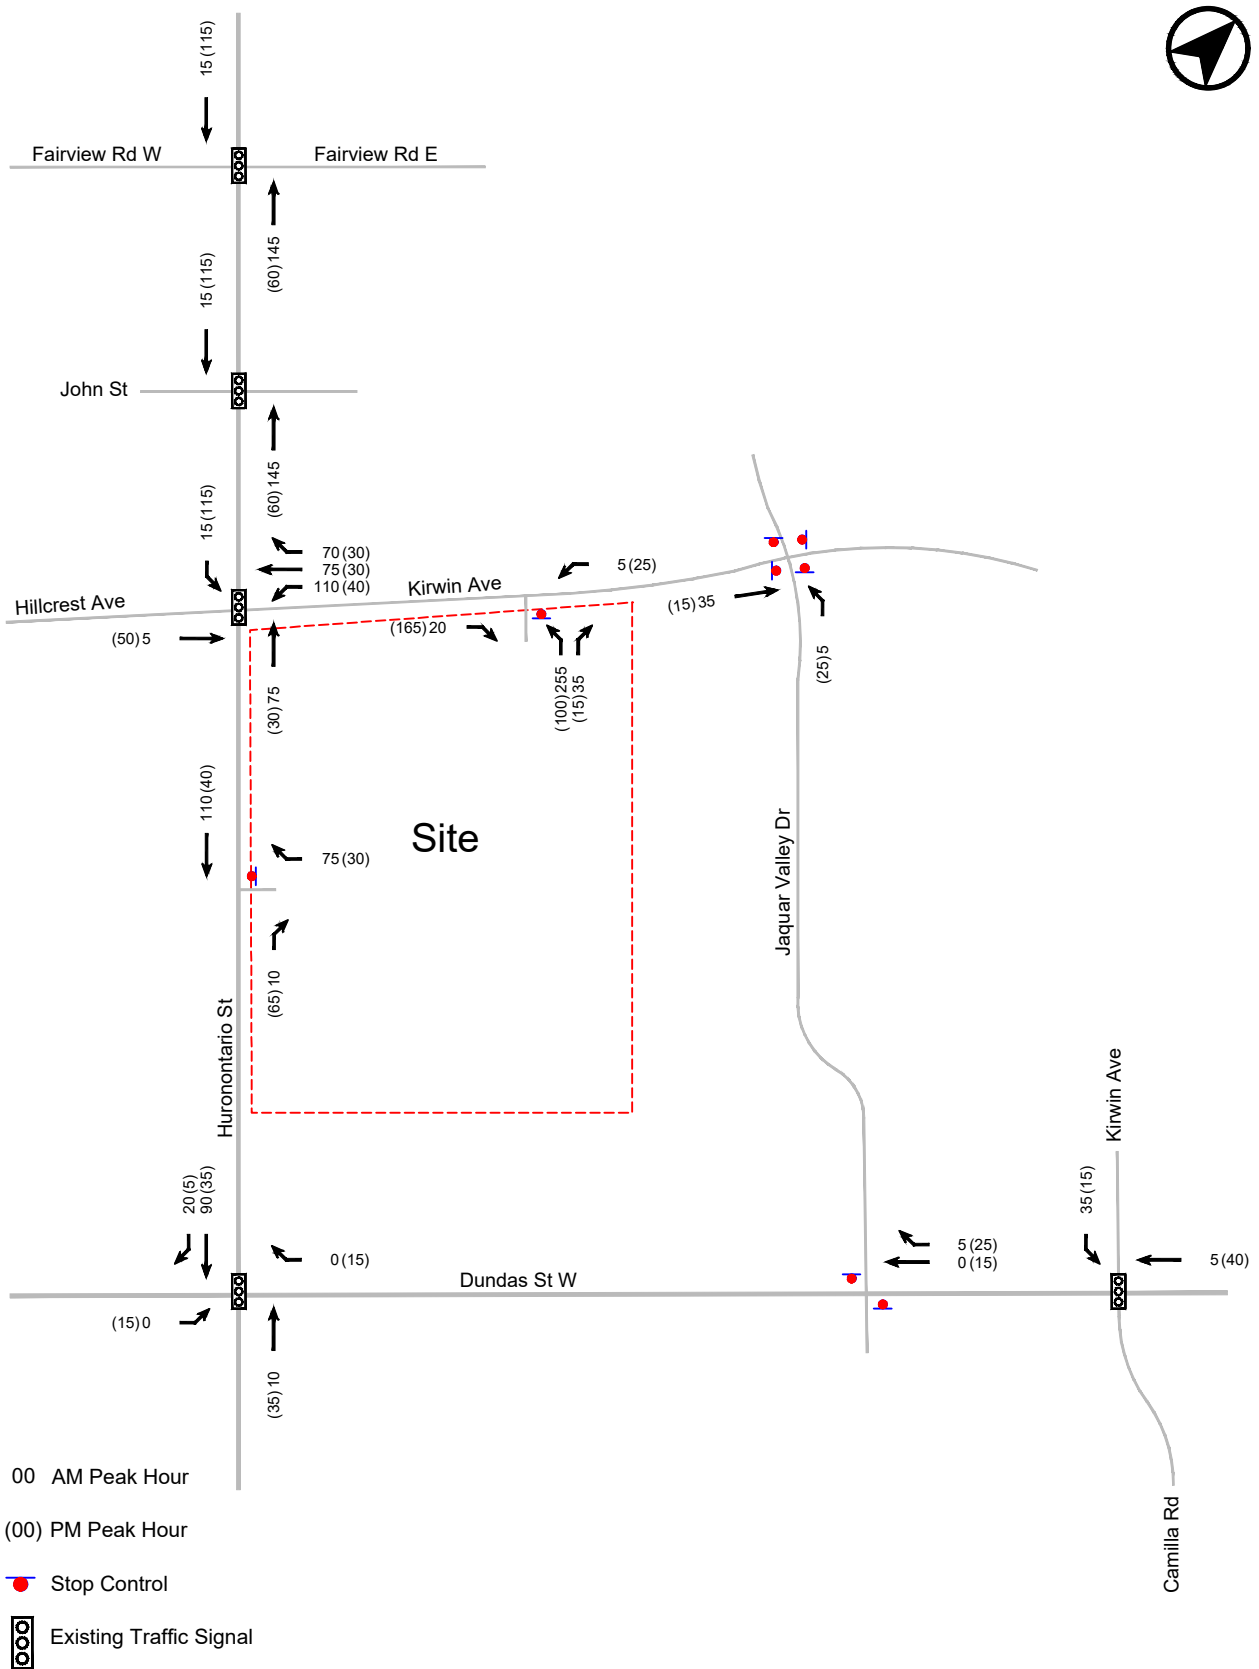 15 (115)
Fairview Rd W
Fairview Rd E
15 (115)
(60) 145
John St
15 (115)
(60) 145
70 (30)
75 (30)
110 (40)
Kirwin Ave
5 (25)
Hillcrest Ave
(50) 5
(165) 20
(15) 35
(100) 255
(15) 35
(25) 5
(30) 75
110 (40)
Site
75 (30)
Jaquar Valley Dr
(65) 10
Huronontario St
Kirwin Ave
20 (5)
90 (35)
35 (15)
0 (15)
5 (25)
0 (15)
5 (40)
Dundas St W
(15) 0
(35) 10
Camilla Rd
00 AM Peak Hour
(00) PM Peak Hour
Stop Control
Existing Traffic Signal